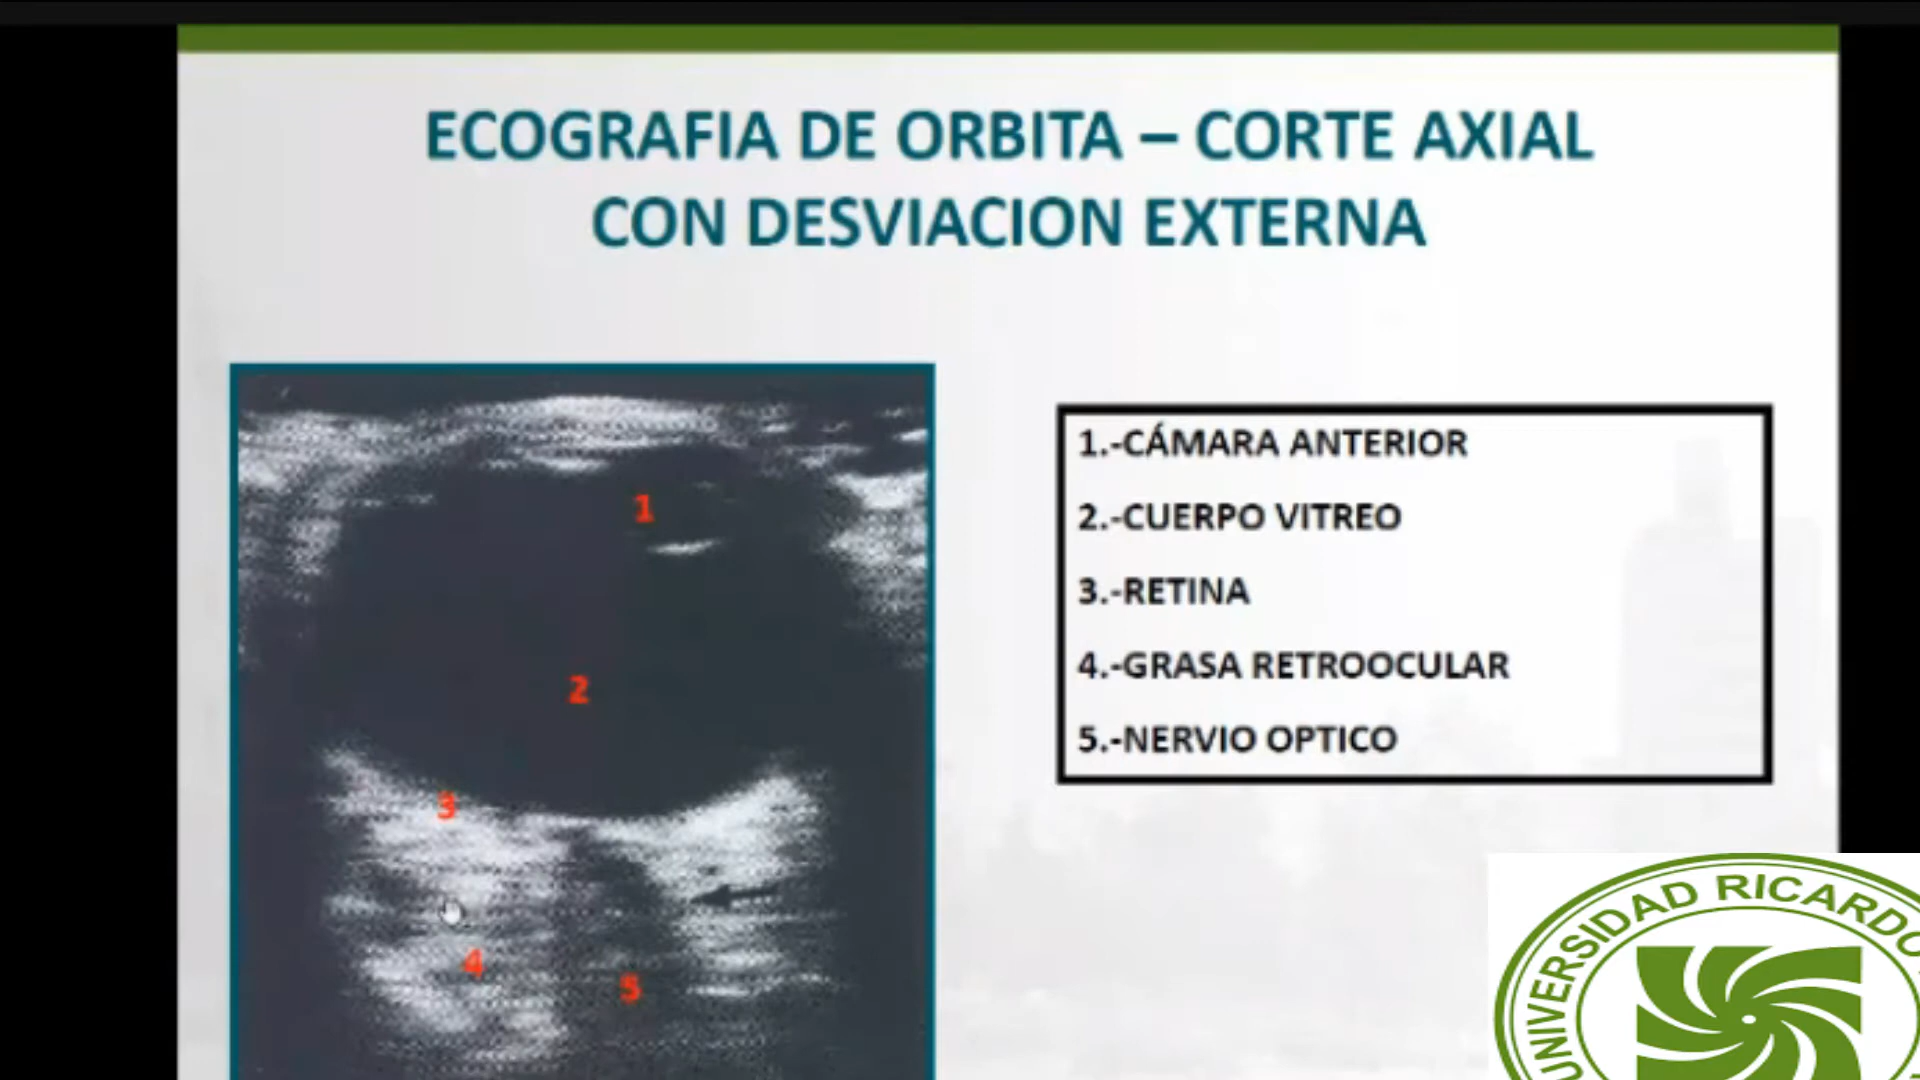 ECOGRAFIA DE ORBITA – CORTE AXIAL
CON DESVIACION EXTERNA
1
2
3
4
5
1.-CÁMARA ANTERIOR
2.-CUERPO VITREO
3.-RETINA
4.-GRASA RETROOCULAR
5.-NERVIO OPTICO
UNIVERSIDAD RICARDO